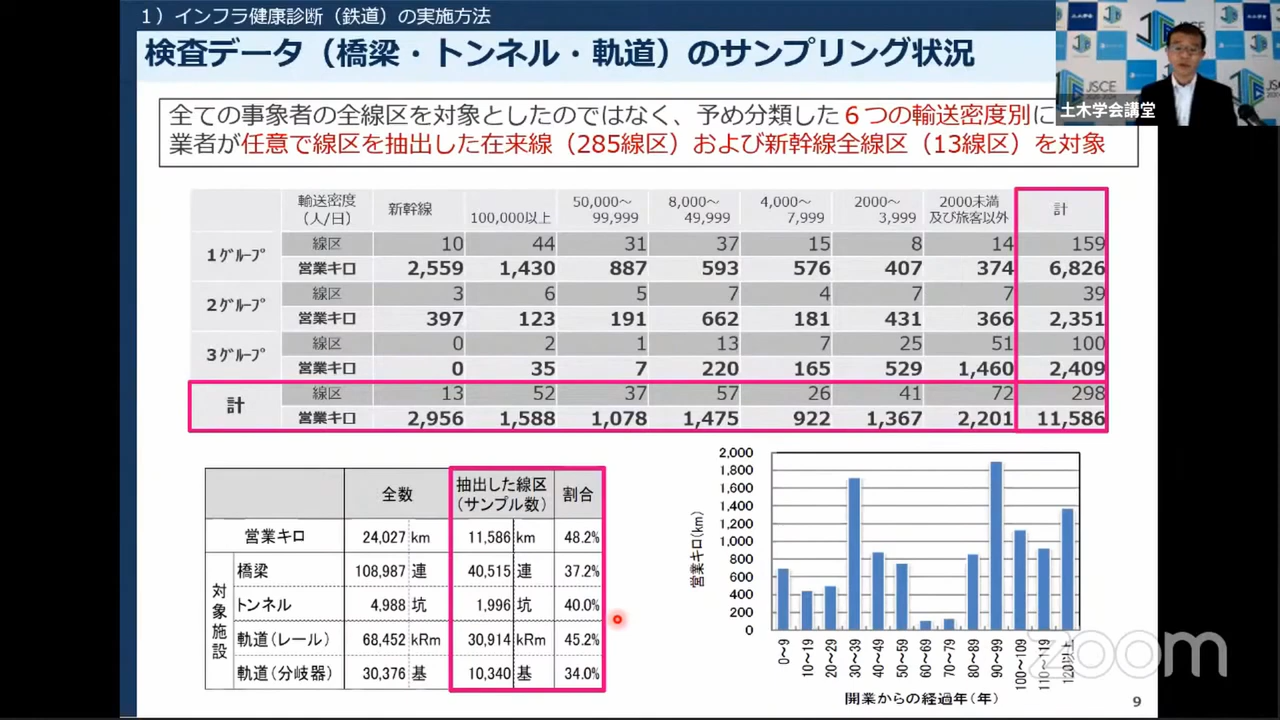 1）インフラ健康診断（鉄道）の実施方法
検査データ（橋梁・トンネル・軌道）のサンプリング状況
JSCE
土木学会講堂
全ての事象者の全線区を対象としたのではなく、予め分類した６つの輸送密度別に
業者が任意で線区を抽出した在来線（285線区）および新幹線全線区（13線区）を対象
輸送密度（人/日） 新幹線 100,000以上 50,000～99,999 8,000～49,999 4,000～7,999 2000～3,999 2000未満及び旅客以外 計
1ｸﾞﾙｰﾌﾟ 線区 10 44 31 37 15 8 14 159
営業キロ 2,559 1,430 887 593 576 407 374 6,826
2ｸﾞﾙｰﾌﾟ 線区 3 6 5 7 4 7 7 39
営業キロ 397 123 191 662 181 431 366 2,351
3ｸﾞﾙｰﾌﾟ 線区 0 2 1 13 7 25 51 100
営業キロ 0 35 7 220 165 529 1,460 2,409
計 線区 13 52 37 57 26 41 72 298
営業キロ 2,956 1,588 1,078 1,475 922 1,367 2,201 11,586
全数 抽出した線区（サンプル数） 割合
営業キロ 24,027 km 11,586 km 48.2%
対象施設
橋梁 108,987 連 40,515 連 37.2%
トンネル 4,988 坑 1,996 坑 40.0%
軌道（レール） 68,452 kRm 30,914 kRm 45.2%
軌道（分岐器） 30,376 基 10,340 基 34.0%
営業キロ(km)
2,000
1,800
1,600
1,400
1,200
1,000
800
600
400
200
0
0～9 10～19 20～29 30～39 40～49 50～59 60～69 70～79 80～89 90～99 100～109 110～119 120以上
開業からの経過年（年）
zoom
9